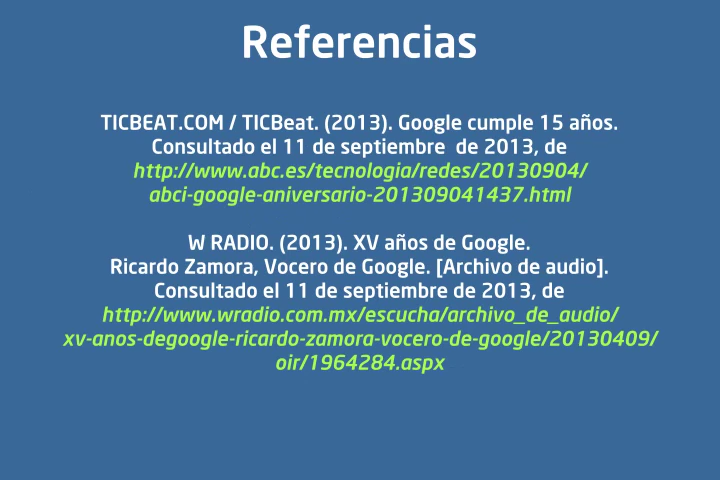 Referencias
TICBEAT.COM / TICBeat. (2013). Google cumple 15 años.
Consultado el 11 de septiembre  de 2013, de
http://www.abc.es/tecnologia/redes/20130904/
abci-google-aniversario-201309041437.html
W RADIO. (2013). XV años de Google.
Ricardo Zamora, Vocero de Google. [Archivo de audio].
Consultado el 11 de septiembre de 2013, de
http://www.wradio.com.mx/escucha/archivo_de_audio/
xv-anos-degoogle-ricardo-zamora-vocero-de-google/20130409/
oir/1964284.aspx